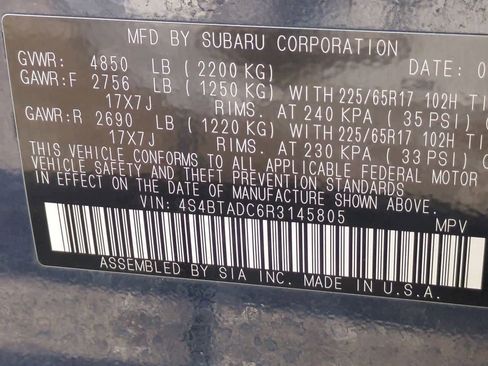 MFD BY SUBARU CORPORATION
GVWR: 4850 LB (2200 KG) DATE: 0
GAWR:F 2756 LB (1250 KG) WITH 225/65R17 102H TI
17X7J RIMS. AT 240 KPA (35 PSI) C
GAWR:R 2690 LB (1220 KG) WITH 225/65R17 102H TI
17X7J RIMS. AT 230 KPA (33 PSI) C
THIS VEHICLE CONFORMS TO ALL APPLICABLE FEDERAL MOTOR
VEHICLE SAFETY AND THEFT PREVENTION STANDARDS
IN EFFECT ON THE DATE OF MANUFACTURE SHOWN ABOVE.
VIN: 4S4BTADC6R3145805 MPV
ASSEMBLED BY SIA INC. MADE IN U.S.A.